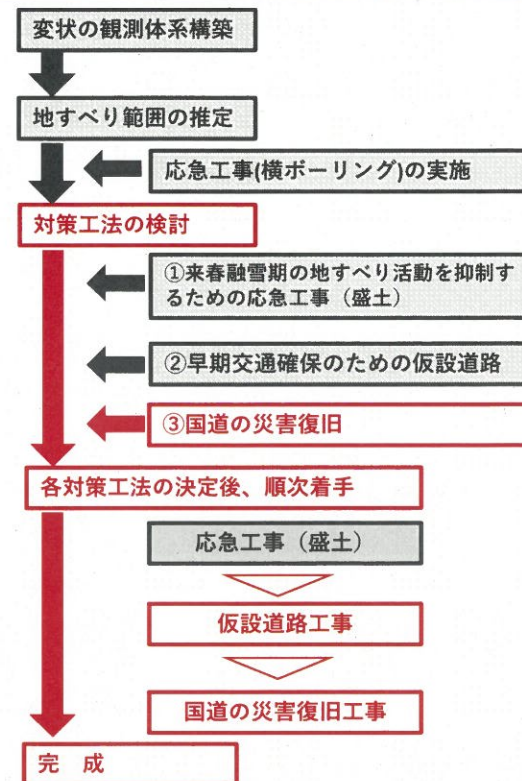 変状の観測体系構築
地すべり範囲の推定
応急工事(横ボーリング)の実施
対策工法の検討
①来春融雪期の地すべり活動を抑制す
るための応急工事（盛土）
②早期交通確保のための仮設道路
③国道の災害復旧
各対策工法の決定後、順次着手
応急工事（盛土）
仮設道路工事
国道の災害復旧工事
完　成